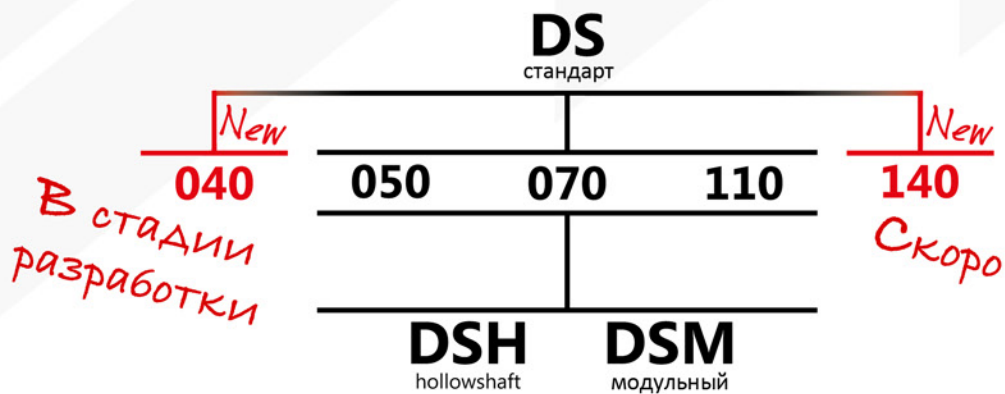 DS
стандарт
New
New
040 050 070 110 140
В стадии
разработки
Скоро
DSH DSM
hollowshaft модульный